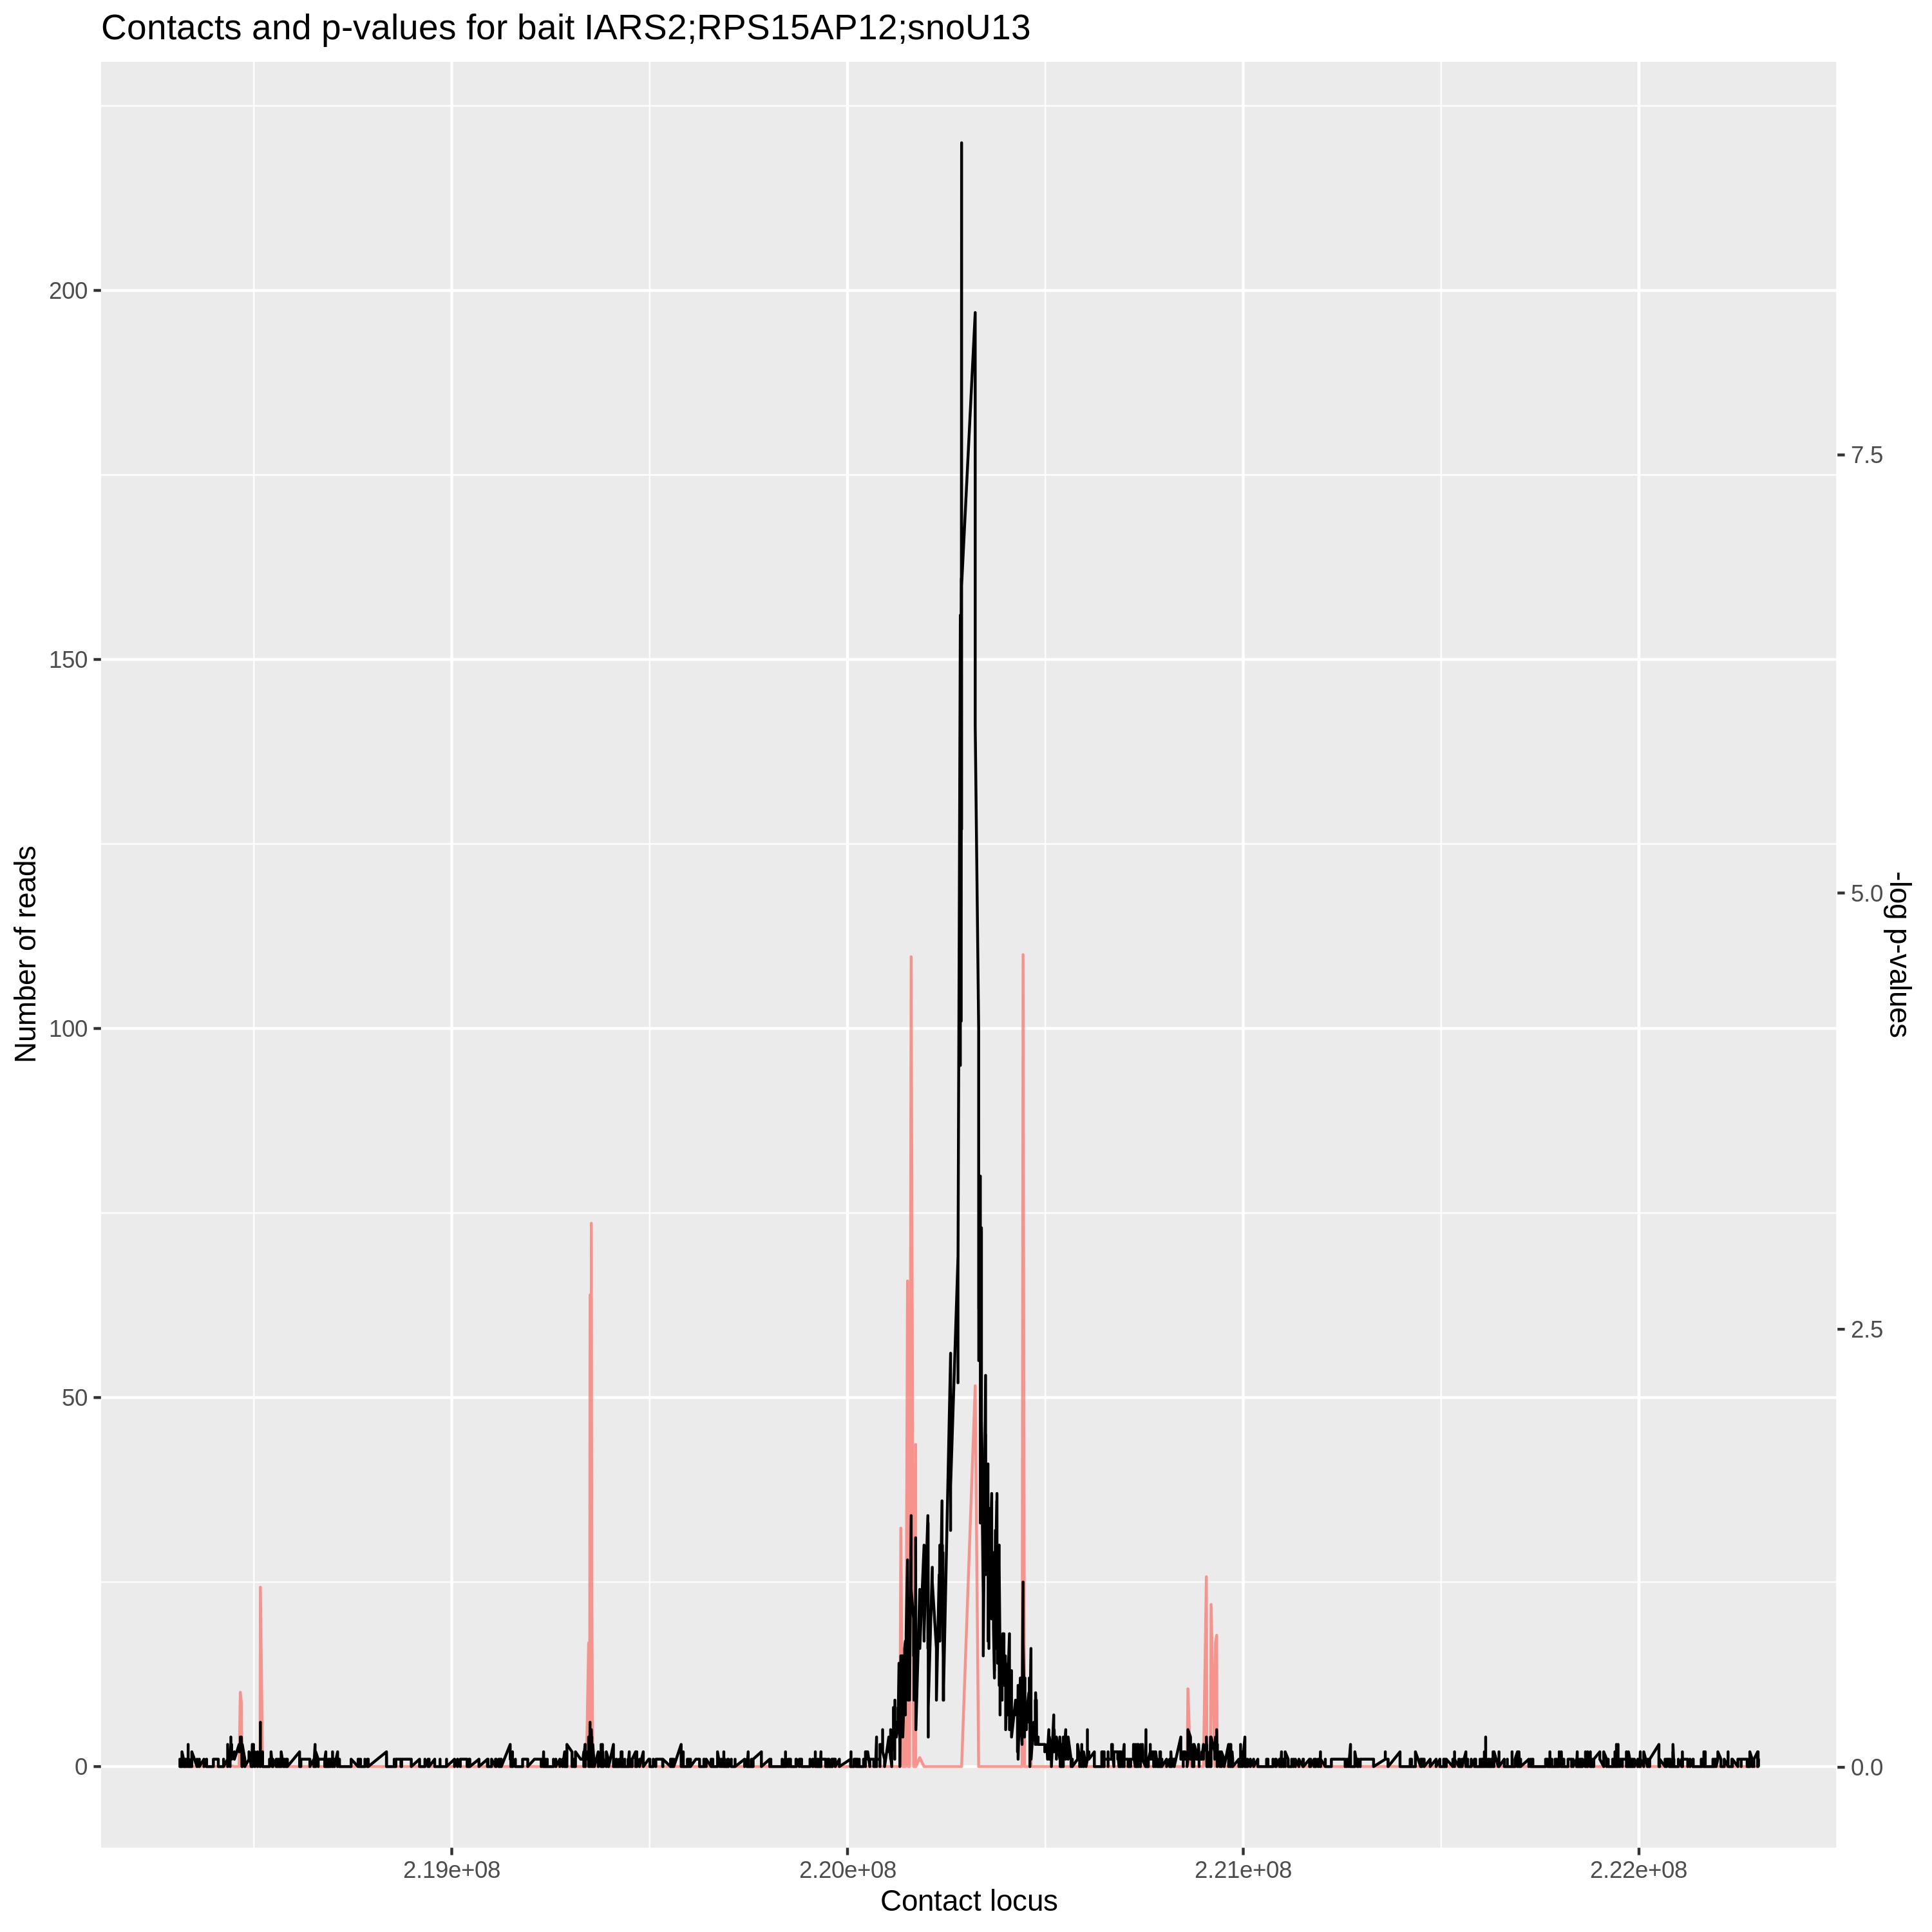 Contacts and p-values for bait IARS2;RPS15AP12;snoU13
200
150
100
50
0
Number of reads
7.5
5.0
2.5
0.0
-log p-values
2.19e+08
2.20e+08
2.21e+08
2.22e+08
Contact locus